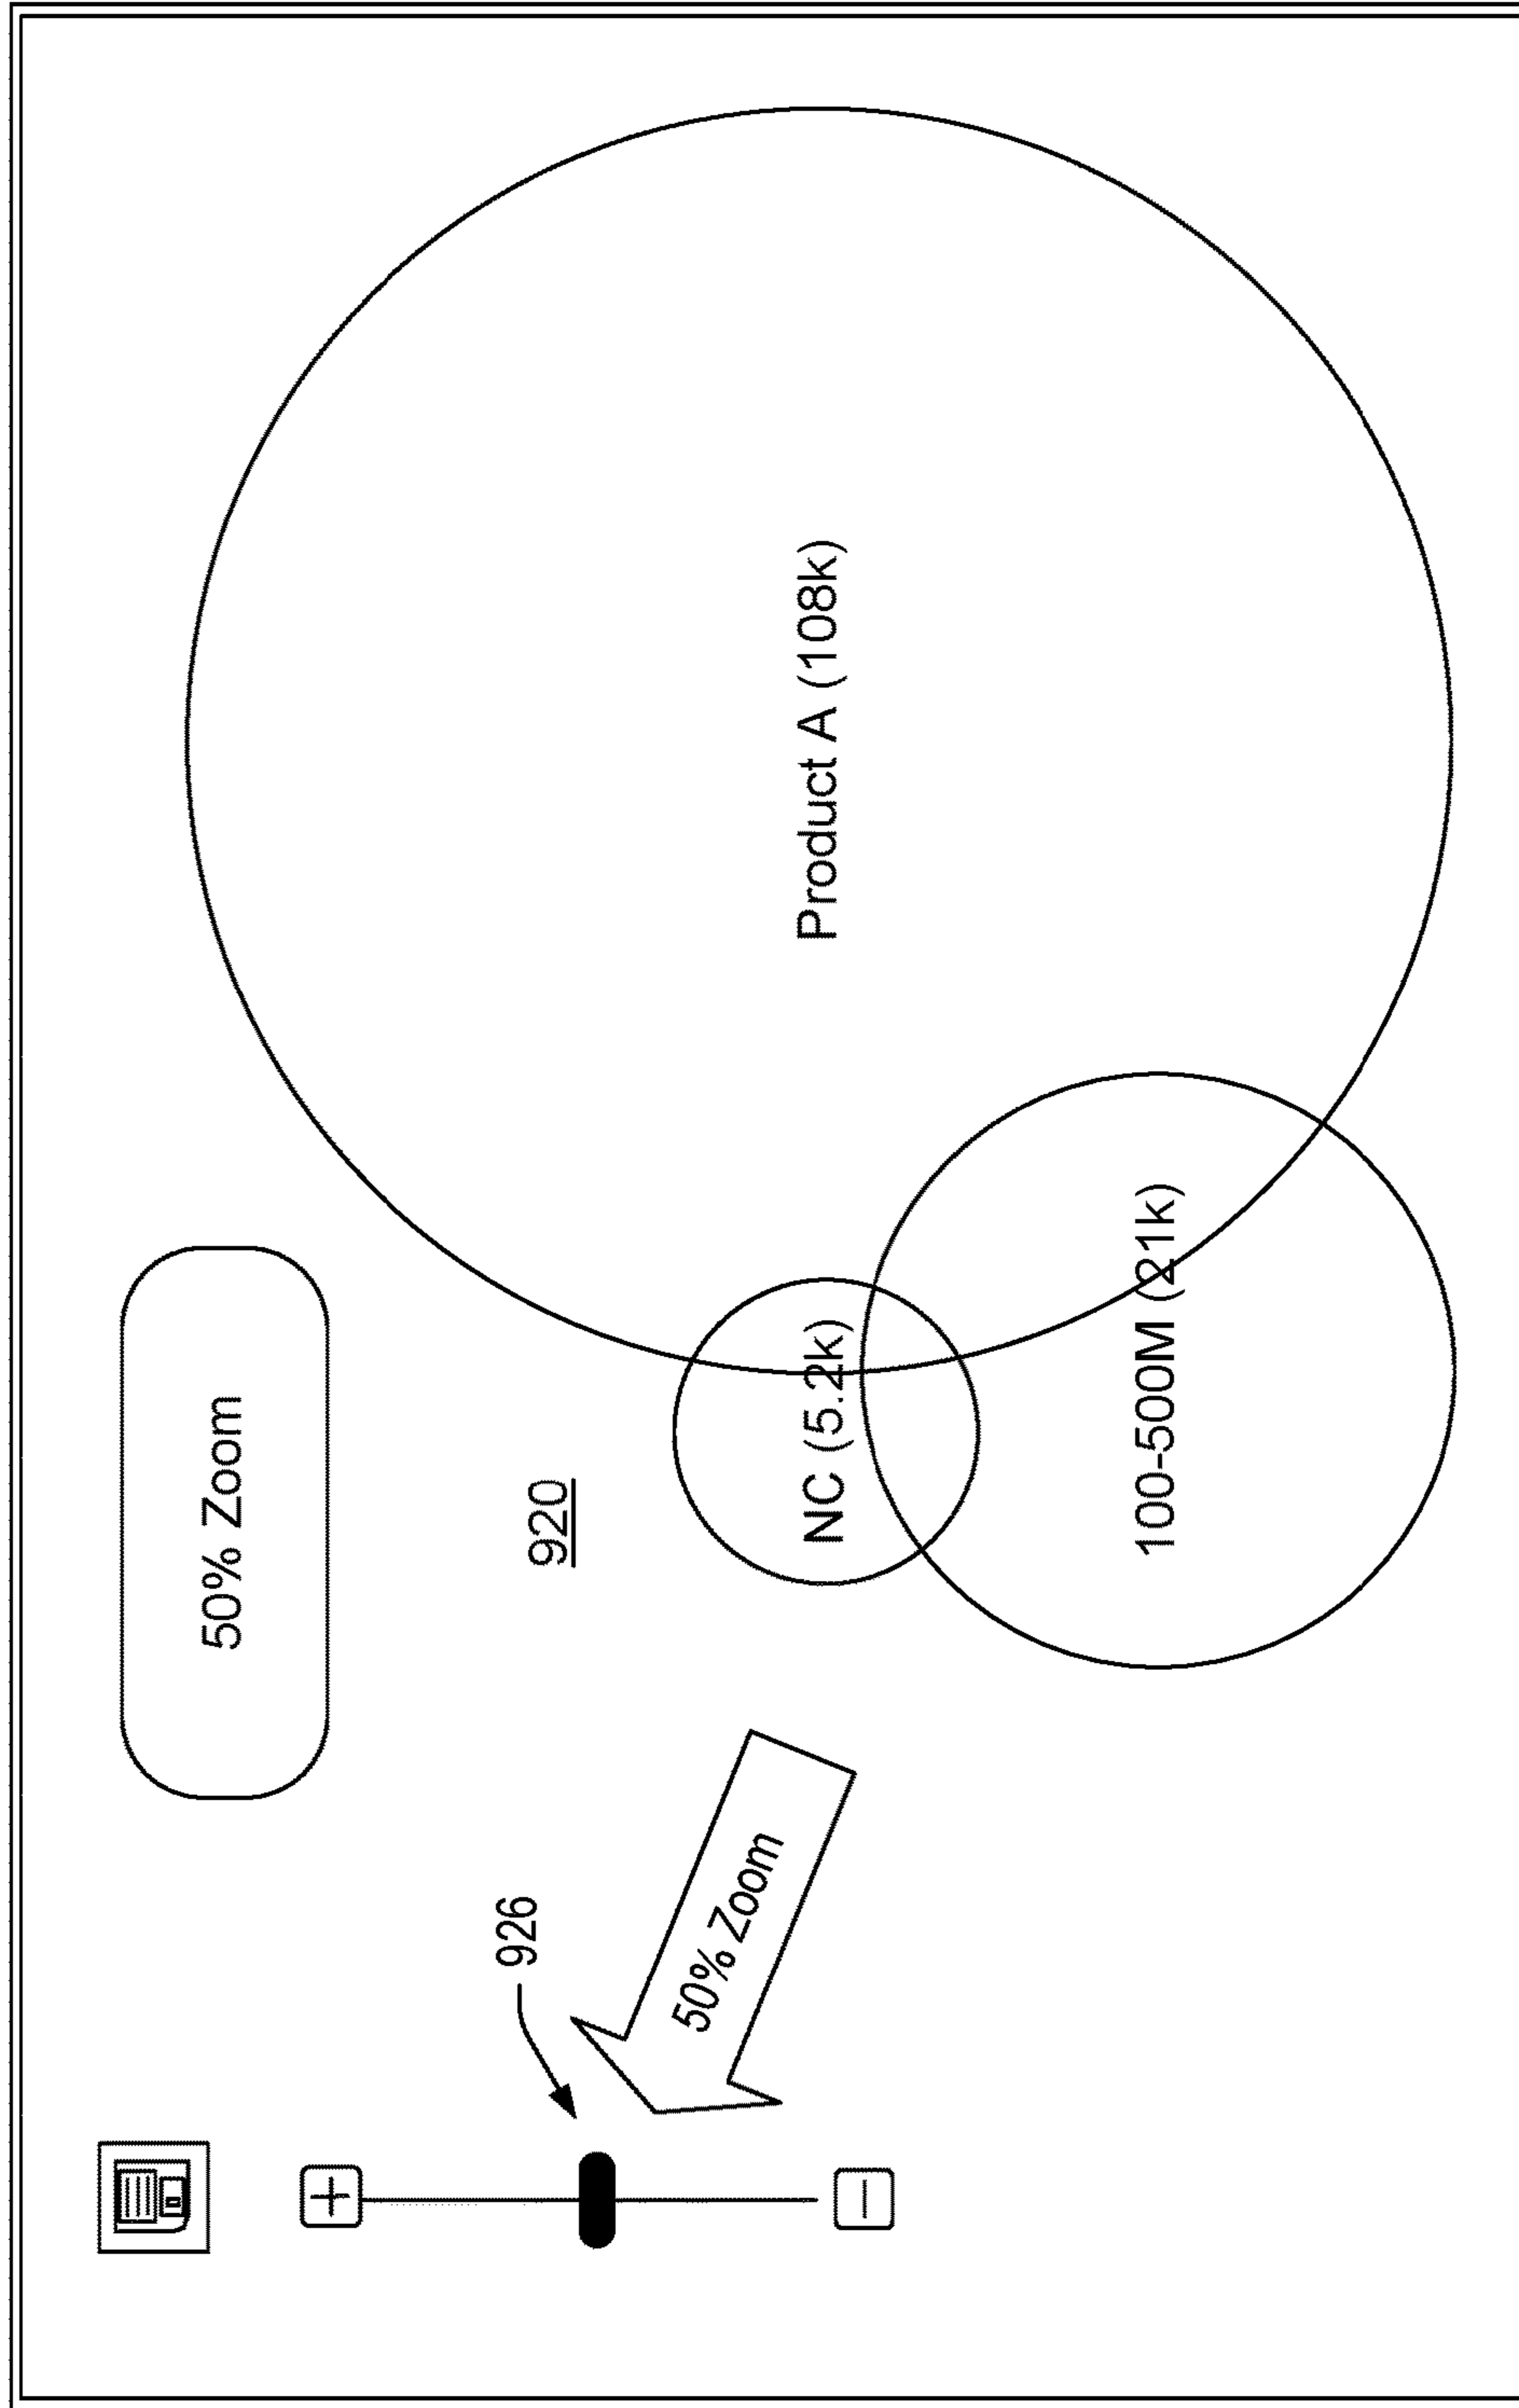 50% Zoom
920
926
50% Zoom
Product A (108k)
NC (5.2k)
100-500M (21k)
+
−